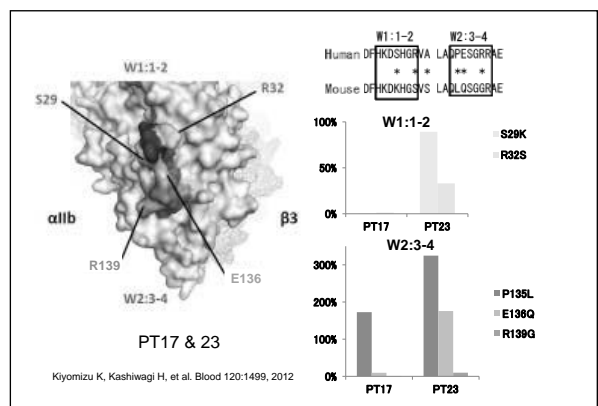 W1:1-2
S29
R32
αIIb
β3
R139
E136
W2:3-4
PT17 & 23
Kiyomizu K, Kashiwagi H, et al. Blood 120:1499, 2012
W1:1-2 W2:3-4
Human DFHKDSHGRVA LAQPESGRRAE
* * * ** *
Mouse DFHKDKHGSVS LAQLQSGGRAE
W1:1-2
100%
50%
0%
PT17 PT23
S29K
R32S
W2:3-4
300%
200%
100%
0%
PT17 PT23
P135L
E136Q
R139G